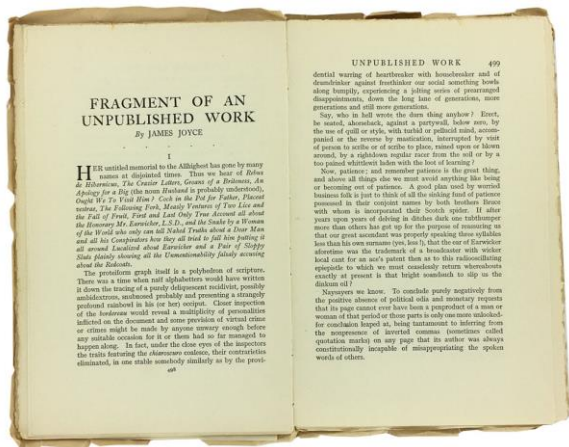 FRAGMENT OF AN
UNPUBLISHED WORK
By JAMES JOYCE
I
HER untitled memorial to the Allhighest has gone by many
names at disjointed times. Thus we hear of Rebus
de Hibernicus, The Crazier Letters, Groans of a Britoness, An
Apology for a Big (the noun Husband is probably understood),
Ought We To Visit Him? Cock in the Pot for Father, Placeat
vestrae, The Following Fork, Measly Ventures of Two Lice and
the Fall of Fruit, First and Last Only True Account all about
the Honorary Mr. Earwicker, L.S.D., and the Snake by a Woman
of the World who only can tell Naked Truths about a Dear Man
and all his Conspirators how they all tried to fall him putting it
all around Lucalized about Earwicker and a Pair of Sloppy
Sluts plainly showing all the Unmentionability falsely accusing
about the Redcoats.
The proteiform graph itself is a polyhedron of scripture.
There was a time when naif alphabetters would have written
it down the tracing of a purely deliquescent recidivist, possibly
ambidextrous, snubnosed probably and presenting a strangely
profound rainbowl in his (or her) occiput. Closer inspection
of the bordereau would reveal a multiplicity of personalities
inflicted on the document and some prevision of virtual crime
or crimes might be made by anyone unwary enough before
any suitable occasion for it or them had so far managed to
happen along. In fact, under the close eyes of the inspectors
the traits featuring the chiaroscuro coalesce, their contrarieties
eliminated, in one stable somebody similarly as by the provi-
498
UNPUBLISHED WORK 499
dential warring of heartbreaker with housebreaker and of
dramdrinker against freethinker our social something bowls
along bumpily, experiencing a jolting series of prearranged
disappointments, down the long lane of generations, more
generations and still more generations.
Say, who in hell wrote the durn thing anyhow? Erect,
be seated, ahorseback, against a partywall, below zero, by
the use of quill or style, with turbid or pellucid mind, accom-
panied or the reverse by mastication, interrupted by visit
of person to scribe or of scribe to place, rained upon or blown
around, by a rightdown regular racer from the soil or by a
too pained whittlewit laden with the loot of learning?
Now, patience; and remember patience is the great thing,
and above all things else we must avoid anything like being
or becoming out of patience. A good plan used by worried
business folk is just to think of all the sinking fund of patience
possessed in their conjoint names by both brothers Bruce
with whom is incorporated their Scotch spider. If after
years upon years of delving in ditches dark one tubthumper
more than others has got up for the purpose of reassuring us
that our great ascendant was properly speaking three syllables
less than his own surname (yes, less!), that the ear of Earwicker
aforetime was the trademark of a broadcaster with wicker
local cant for an ace's patent then as to this radiooscillating
epiepistle to which we must ceaselessly return whereabouts
exactly at present is that bright soandsuch to slip us the
dinkum oil?
Naysayers we know. To conclude purely negatively from
the positive absence of political odia and monetary requests
that its page cannot ever have been a penproduct of a man or
woman of that period or those parts is only one more unlooked-
for conclusion leaped at, being tantamount to inferring from
the nonpresence of inverted commas (sometimes called
quotation marks) on any page that its author was always
constitutionally incapable of misappropriating the spoken
words of others.